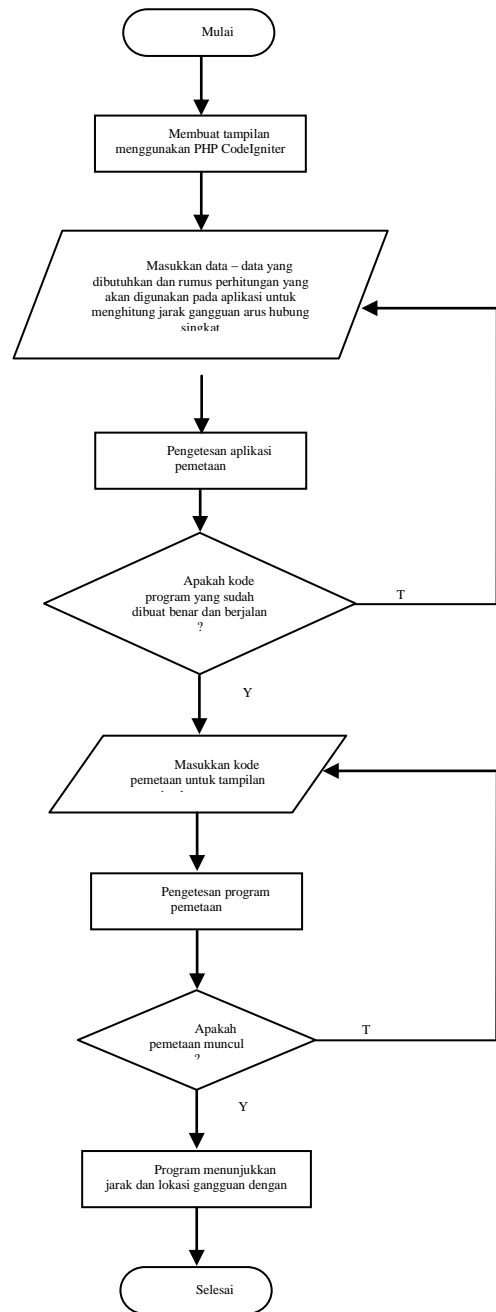 Mulai
Membuat tampilan
menggunakan PHP CodeIgniter
Masukkan data – data yang
dibutuhkan dan rumus perhitungan yang
akan digunakan pada aplikasi untuk
menghitung jarak gangguan arus hubung
singkat
Pengetesan aplikasi
pemetaan
Apakah kode
program yang sudah
dibuat benar dan berjalan
?
T
Y
Masukkan kode
pemetaan untuk tampilan
Pengetesan program
pemetaan
Apakah
pemetaan muncul
?
T
Y
Program menunjukkan
jarak dan lokasi gangguan dengan
Selesai